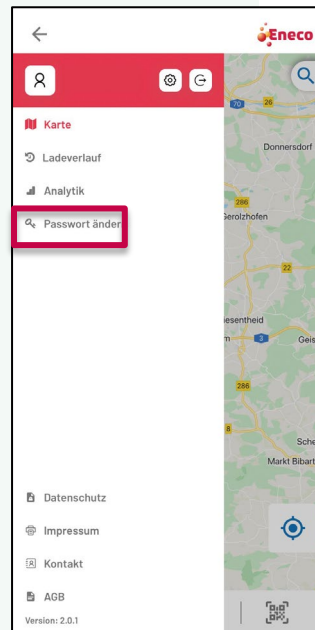 Eneco
Karte
Ladeverlauf
Analytik
Passwort änder
Datenschutz
Impressum
Kontakt
AGB
Version: 2.0.1
70
26
Donnersdorf
286
Gerolzhofen
22
iesentheid
3
Geis
286
8
Sche
Markt Bibart